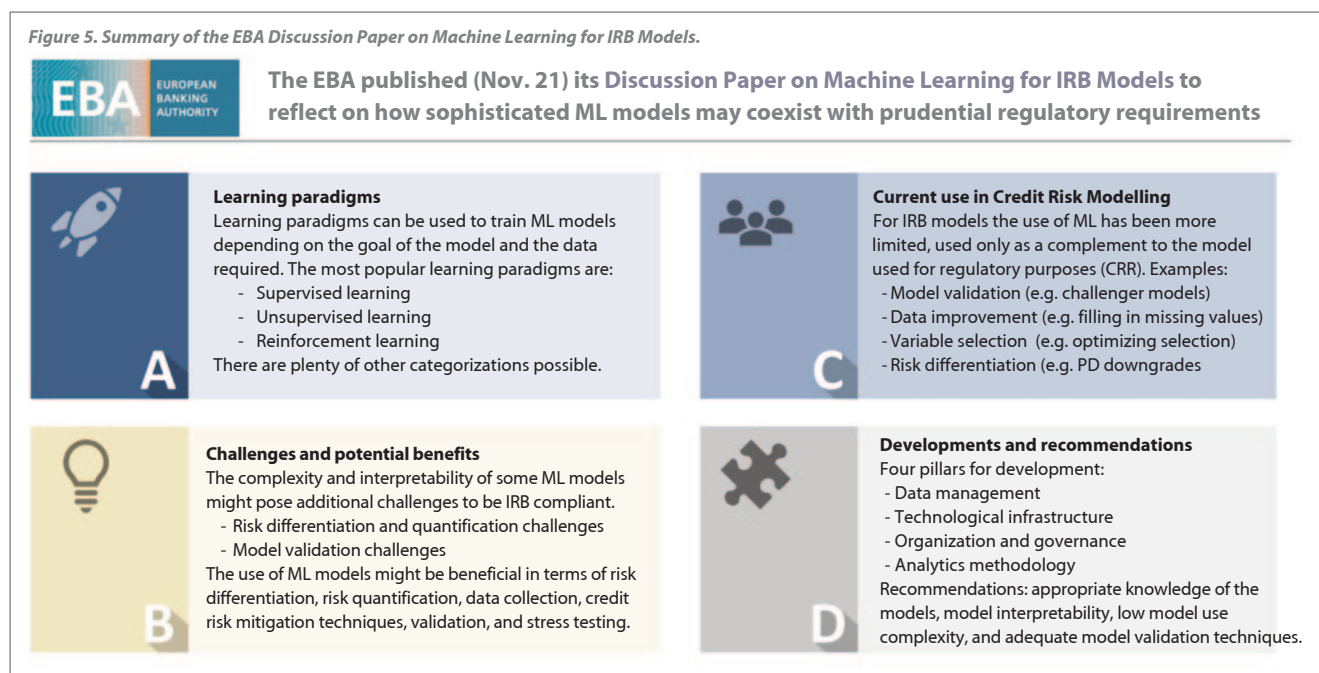 Figure 5. Summary of the EBA Discussion Paper on Machine Learning for IRB Models.
EBA
EUROPEAN
BANKING
AUTHORITY
The EBA published (Nov. 21) its Discussion Paper on Machine Learning for IRB Models to
reflect on how sophisticated ML models may coexist with prudential regulatory requirements
A
Learning paradigms
Learning paradigms can be used to train ML models
depending on the goal of the model and the data
required. The most popular learning paradigms are:
- Supervised learning
- Unsupervised learning
- Reinforcement learning
There are plenty of other categorizations possible.
B
Challenges and potential benefits
The complexity and interpretability of some ML models
might pose additional challenges to be IRB compliant.
- Risk differentiation and quantification challenges
- Model validation challenges
The use of ML models might be beneficial in terms of risk
differentiation, risk quantification, data collection, credit
risk mitigation techniques, validation, and stress testing.
C
Current use in Credit Risk Modelling
For IRB models the use of ML has been more
limited, used only as a complement to the model
used for regulatory purposes (CRR). Examples:
- Model validation (e.g. challenger models)
- Data improvement (e.g. filling in missing values)
- Variable selection (e.g. optimizing selection)
- Risk differentiation (e.g. PD downgrades
D
Developments and recommendations
Four pillars for development:
- Data management
- Technological infrastructure
- Organization and governance
- Analytics methodology
Recommendations: appropriate knowledge of the
models, model interpretability, low model use
complexity, and adequate model validation techniques.